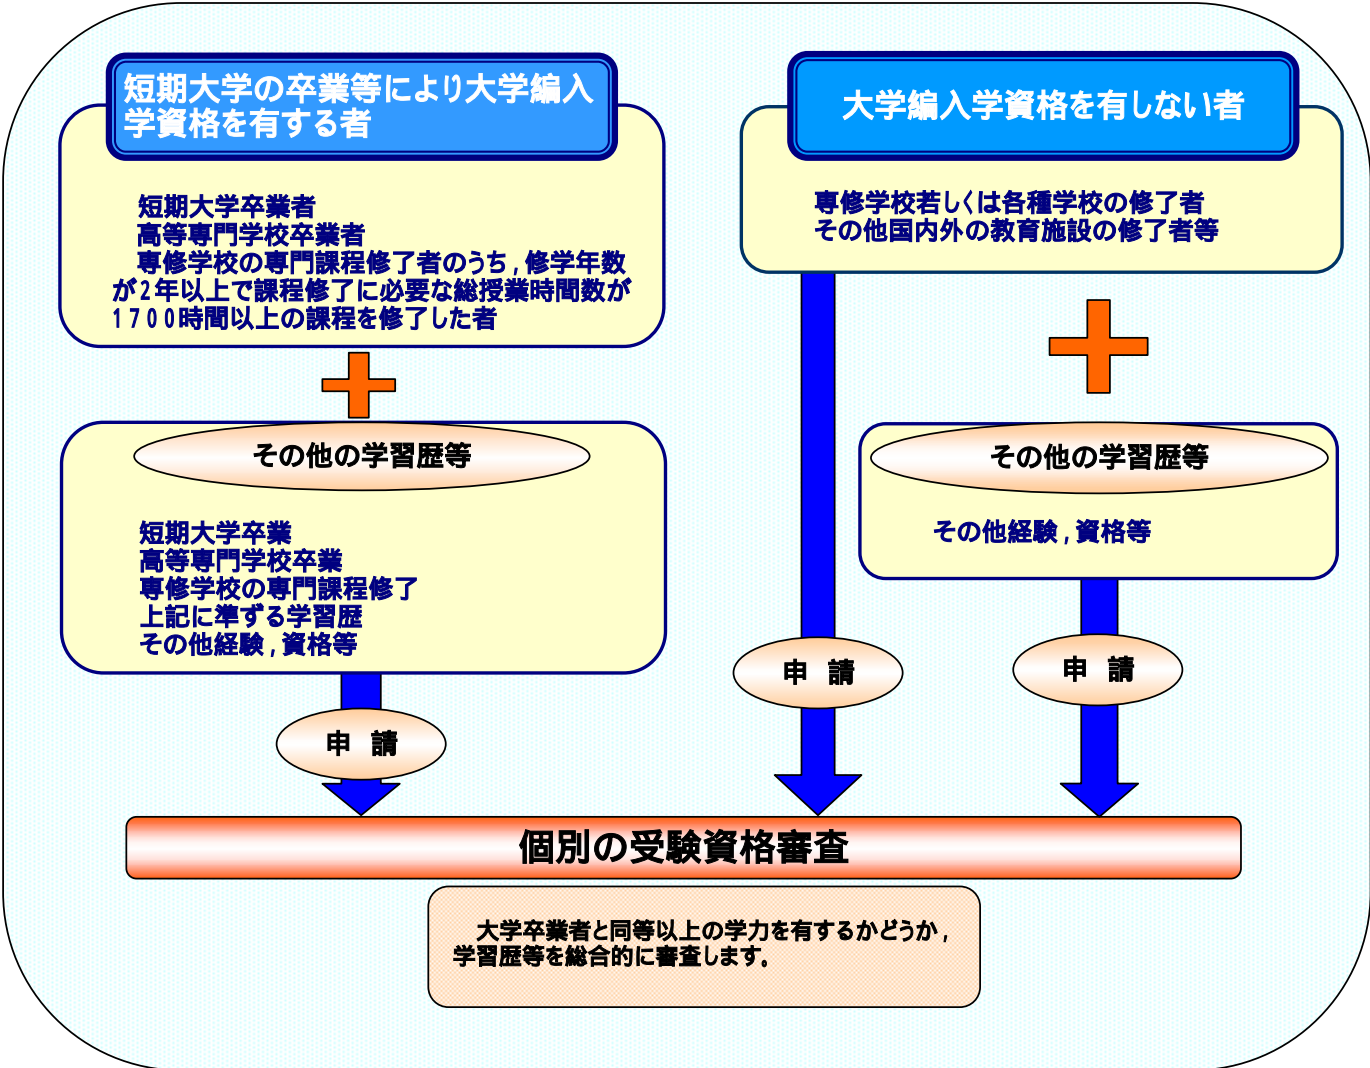 短期大学の卒業等により大学編入
学資格を有する者
短期大学卒業者
高等専門学校卒業者
専修学校の専門課程修了者のうち,修学年数
が2年以上で課程修了に必要な総授業時間数が
1700時間以上の課程を修了した者
その他の学習歴等
短期大学卒業
高等専門学校卒業
専修学校の専門課程修了
上記に準ずる学習歴
その他経験,資格等
申 請
大学編入学資格を有しない者
専修学校若しくは各種学校の修了者
その他国内外の教育施設の修了者等
その他の学習歴等
その他経験,資格等
申 請
申 請
個別の受験資格審査
大学卒業者と同等以上の学力を有するかどうか,
学習歴等を総合的に審査します。